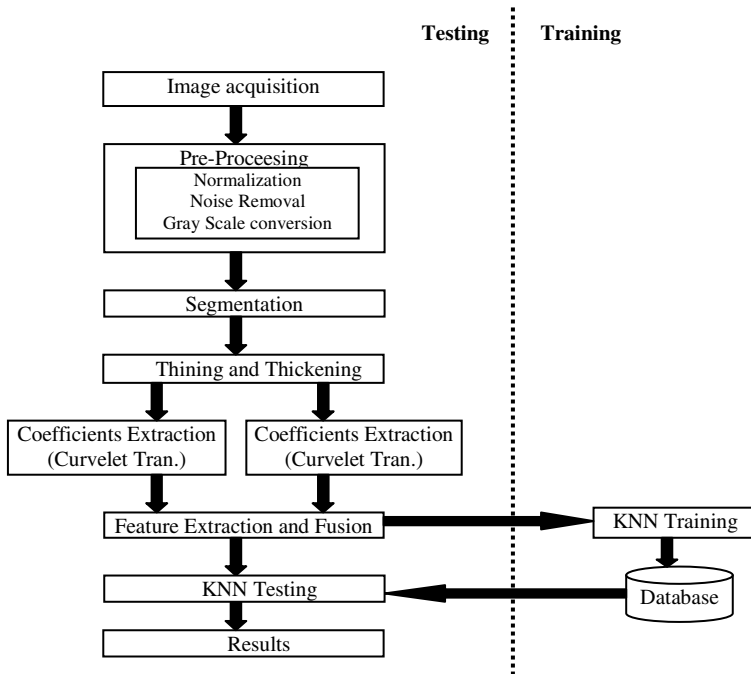 Testing
Training
Image acquisition
Pre-Proceesing
Normalization
Noise Removal
Gray Scale conversion
Segmentation
Thining and Thickening
Coefficients Extraction
(Curvelet Tran.)
Coefficients Extraction
(Curvelet Tran.)
Feature Extraction and Fusion
KNN Training
KNN Testing
Database
Results